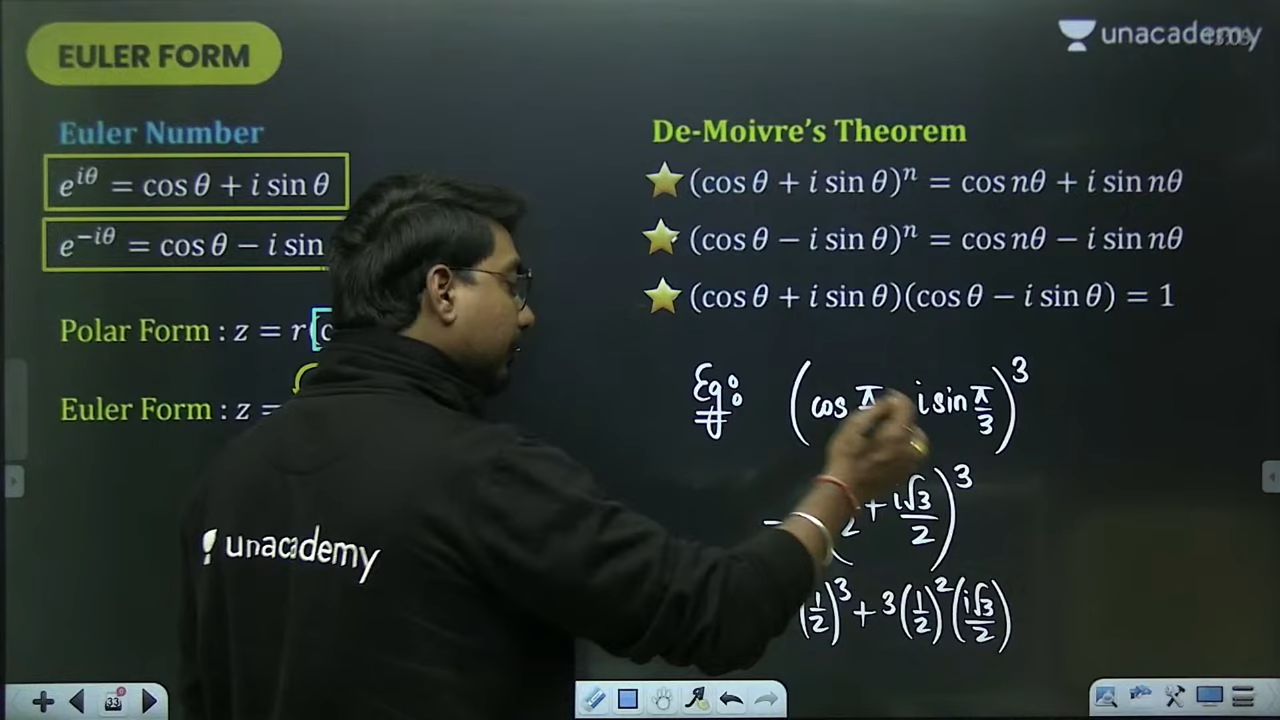 EULER FORM
unacademy
Euler Number
e^{iθ} = cos θ + i sin θ
e^{-iθ} = cos θ − i sin
Polar Form : z = r
Euler Form : z =
De-Moivre's Theorem
(cos θ + i sin θ)^n = cos nθ + i sin nθ
(cos θ − i sin θ)^n = cos nθ − i sin nθ
(cos θ + i sin θ)(cos θ − i sin θ) = 1
Eg: (cos π i sin π/3)^3
2 + i√3/2)^3
(1/2)^3 + 3(1/2)^2(i√3/2)
unacademy
33